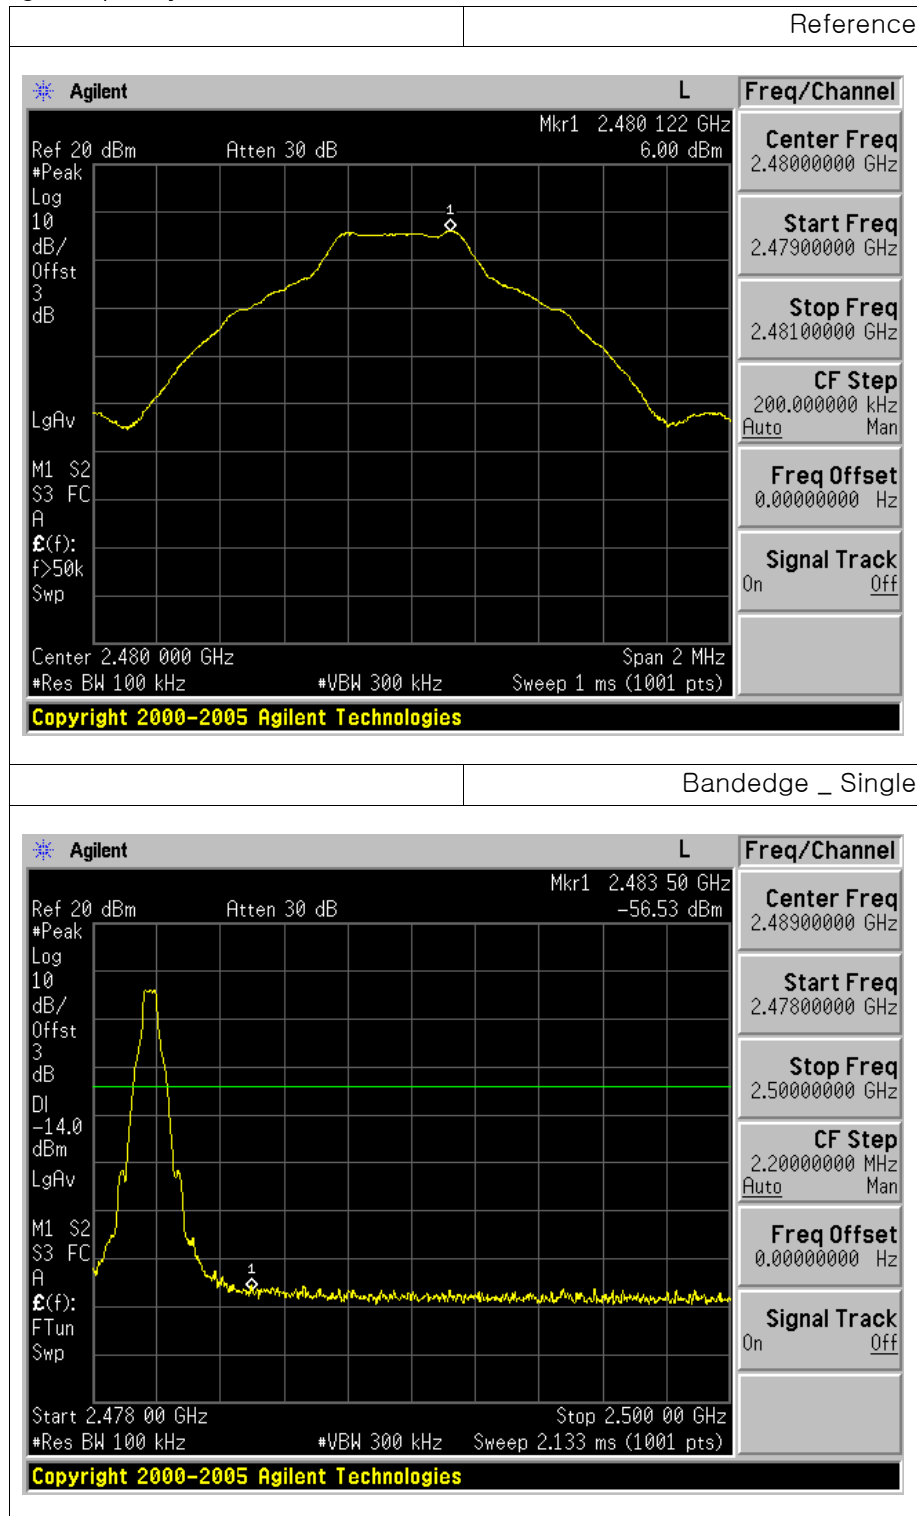 Reference
Agilent L Freq/Channel
Mkr1 2.480 122 GHz
Ref 20 dBm Atten 30 dB 6.00 dBm
#Peak
Log
10
dB/
Offst
3
dB
LgAv
M1 S2
S3 FC
A
£(f):
f>50k
Swp
1
Center 2.480 000 GHz Span 2 MHz
#Res BW 100 kHz #VBW 300 kHz Sweep 1 ms (1001 pts)
Copyright 2000-2005 Agilent Technologies
Center Freq
2.48000000 GHz
Start Freq
2.47900000 GHz
Stop Freq
2.48100000 GHz
CF Step
200.000000 kHz
Auto Man
Freq Offset
0.00000000 Hz
Signal Track
On Off
Bandedge _ Single
Agilent L Freq/Channel
Mkr1 2.483 50 GHz
Ref 20 dBm Atten 30 dB -56.53 dBm
#Peak
Log
10
dB/
Offst
3
dB
DI
-14.0
dBm
LgAv
M1 S2
S3 FC
A
£(f):
FTun
Swp
1
Start 2.478 00 GHz Stop 2.500 00 GHz
#Res BW 100 kHz #VBW 300 kHz Sweep 2.133 ms (1001 pts)
Copyright 2000-2005 Agilent Technologies
Center Freq
2.48900000 GHz
Start Freq
2.47800000 GHz
Stop Freq
2.50000000 GHz
CF Step
2.20000000 MHz
Auto Man
Freq Offset
0.00000000 Hz
Signal Track
On Off